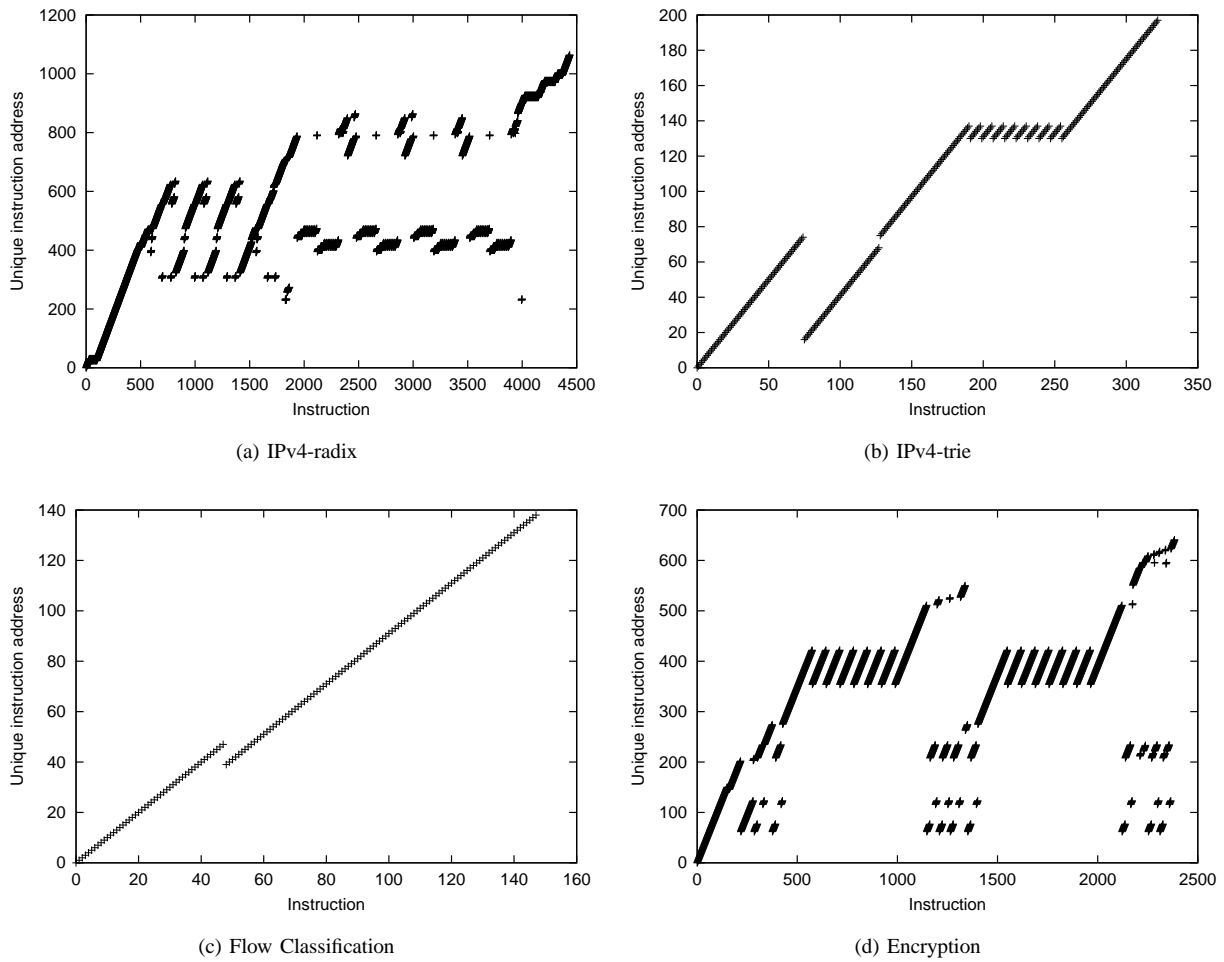 1200
1000
800
600
400
200
0
0 500 1000 1500 2000 2500 3000 3500 4000 4500
Unique instruction address
Instruction
(a) IPv4-radix
200
180
160
140
120
100
80
60
40
20
0
0 50 100 150 200 250 300 350
Unique instruction address
Instruction
(b) IPv4-trie
140
120
100
80
60
40
20
0
0 20 40 60 80 100 120 140 160
Unique instruction address
Instruction
(c) Flow Classification
700
600
500
400
300
200
100
0
0 500 1000 1500 2000 2500
Unique instruction address
Instruction
(d) Encryption